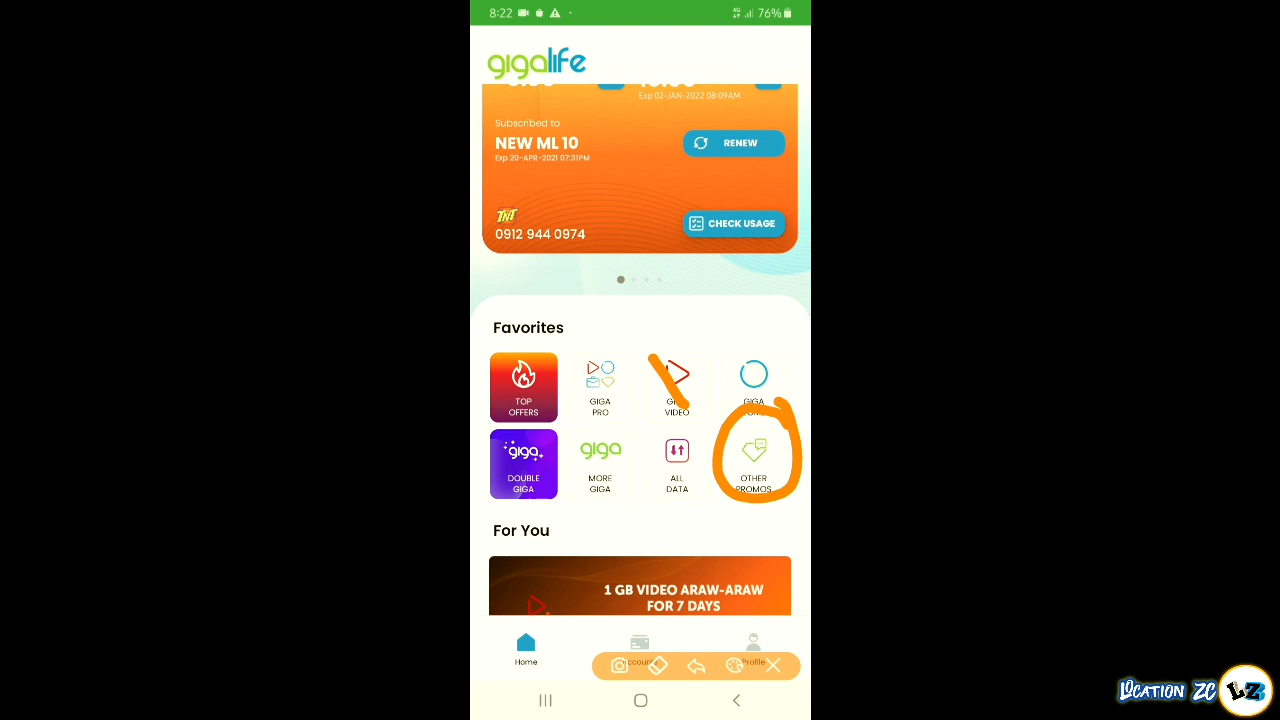 8:22 4G 76%
gigalife
Exp 02-JAN-2022 08:09AM
Subscribed to
NEW ML 10
RENEW
Exp 20-APR-2021 07:31PM
TNT
0912 944 0974
CHECK USAGE
Favorites
TOP
OFFERS
GIGA
PRO
VIDEO
GIGA
giga
DOUBLE
GIGA
giga
MORE
GIGA
ALL
DATA
OTHER
PROMOS
For You
1 GB VIDEO ARAW-ARAW
FOR 7 DAYS
Home
Account
Profile
LOCATION ZC LZ